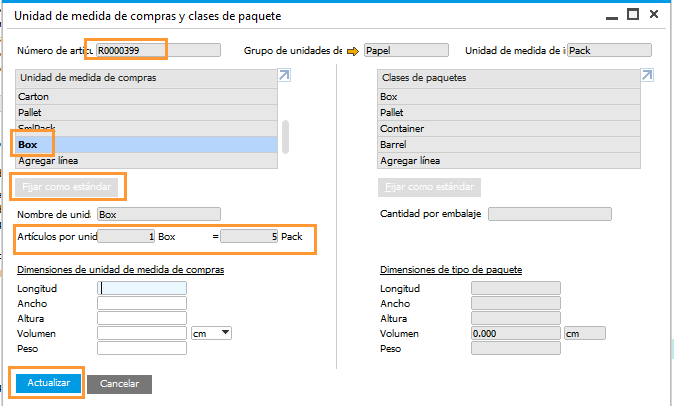 Unidad de medida de compras y clases de paquete
Número de artícu R0000399 Grupo de unidades de Papel Unidad de medida de i Pack
Unidad de medida de compras
Carton
Pallet
SmlPack
Box
Agregar línea
Fijar como estándar
Nombre de unida Box
Artículos por unid 1 Box = 5 Pack
Dimensiones de unidad de medida de compras
Longitud
Ancho
Altura
Volumen cm
Peso
Clases de paquetes
Box
Pallet
Container
Barrel
Agregar línea
Fijar como estándar
Cantidad por embalaje
Dimensiones de tipo de paquete
Longitud
Ancho
Altura
Volumen 0.000 cm
Peso
Actualizar Cancelar